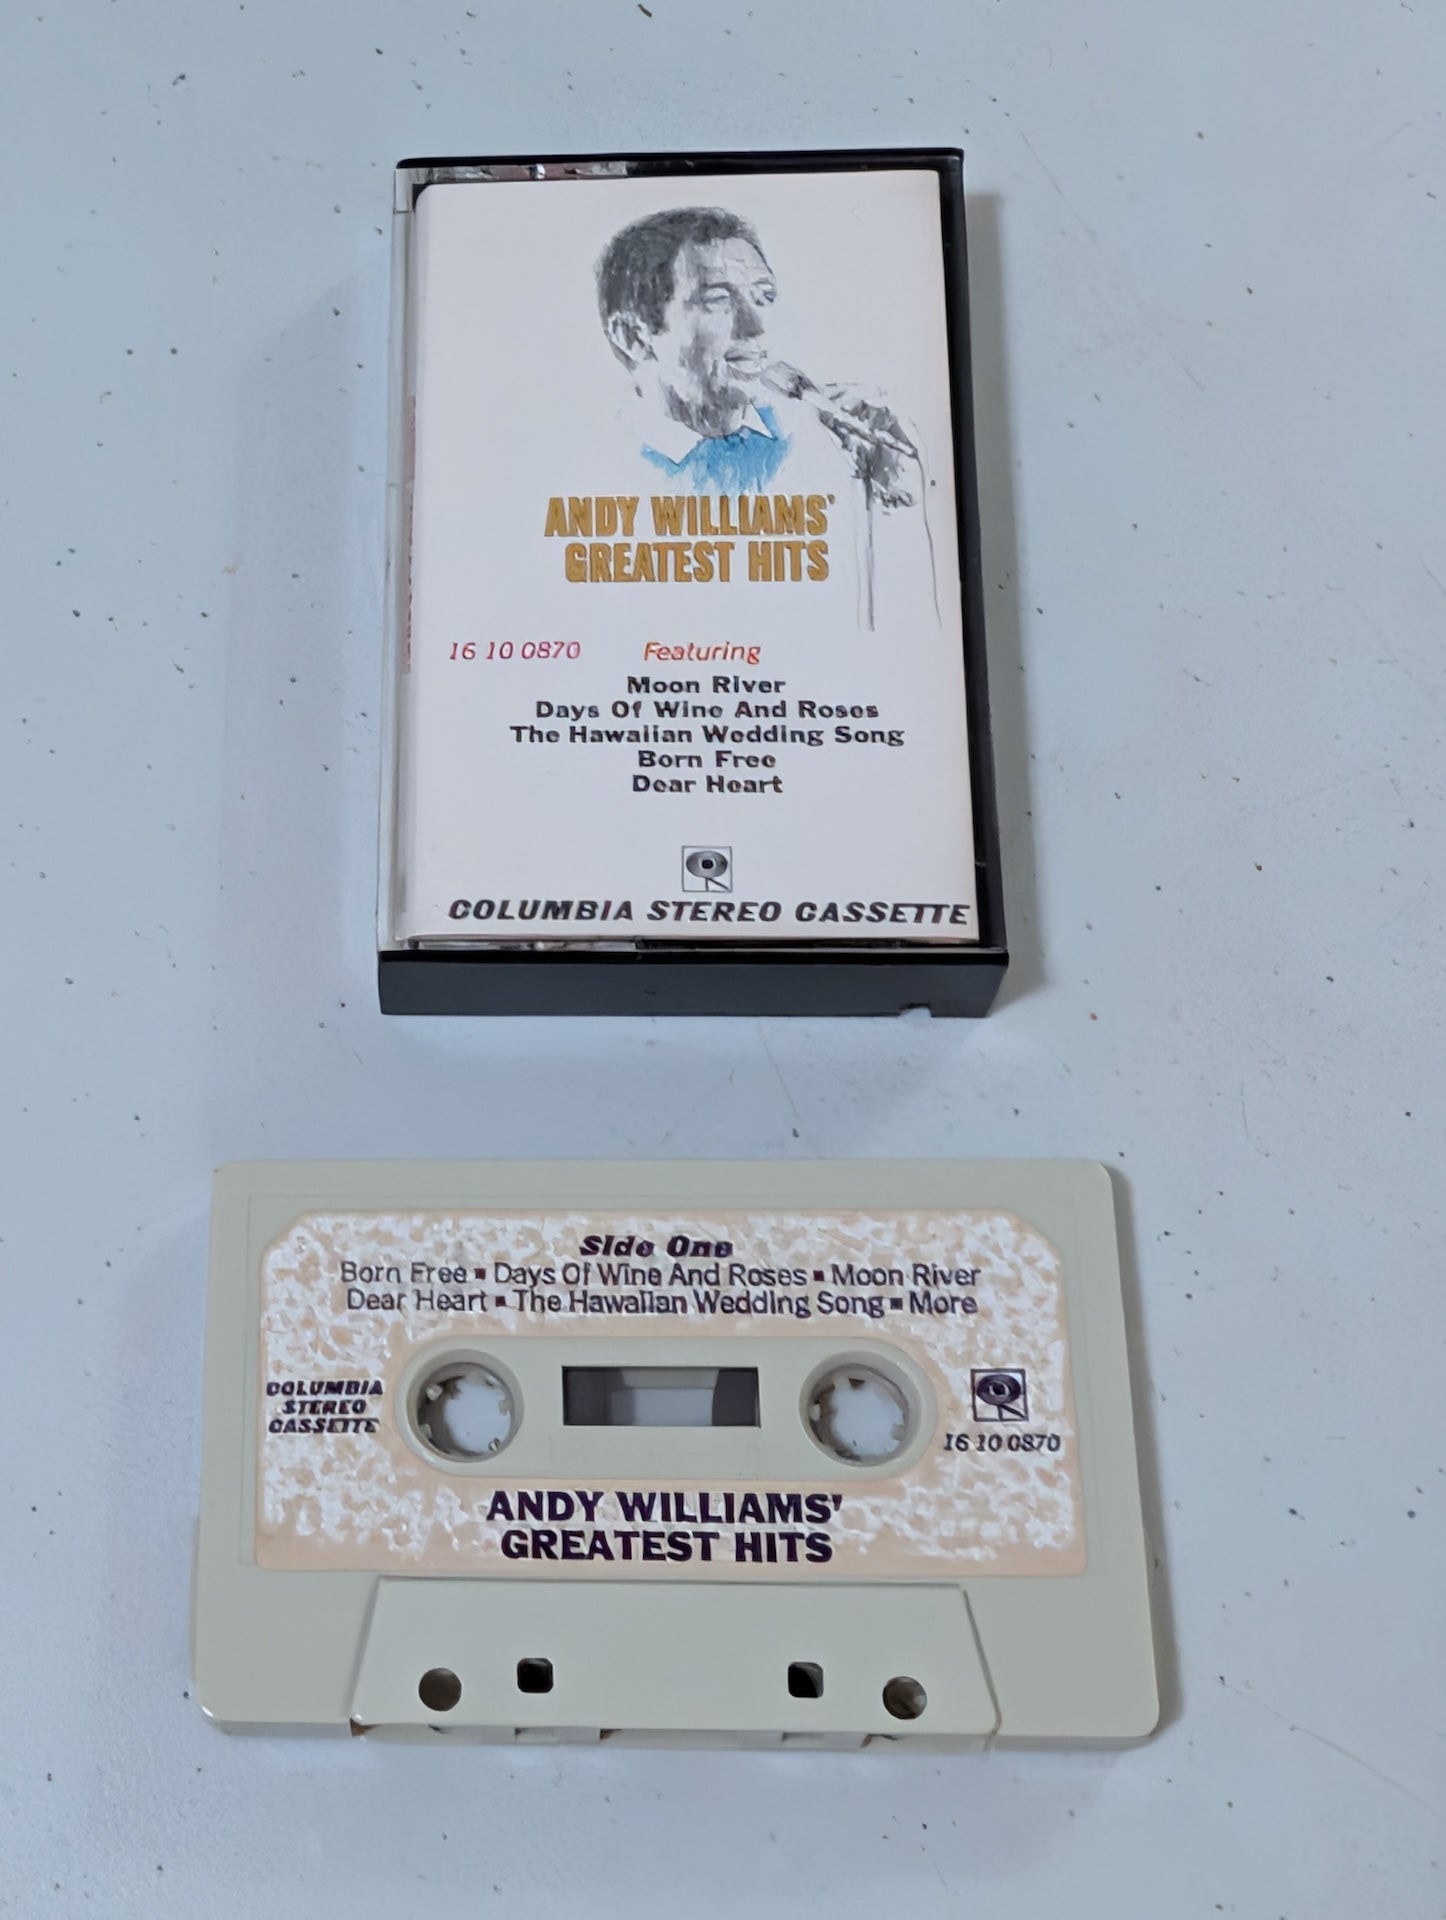 ANDY WILLIAMS'
GREATEST HITS
16 10 0870 Featuring
Moon River
Days Of Wine And Roses
The Hawaiian Wedding Song
Born Free
Dear Heart
COLUMBIA STEREO CASSETTE
Side One
Born Free ▪ Days Of Wine And Roses ▪ Moon River
Dear Heart ▪ The Hawaiian Wedding Song ▪ More
COLUMBIA
STEREO
CASSETTE
16 10 0870
ANDY WILLIAMS'
GREATEST HITS